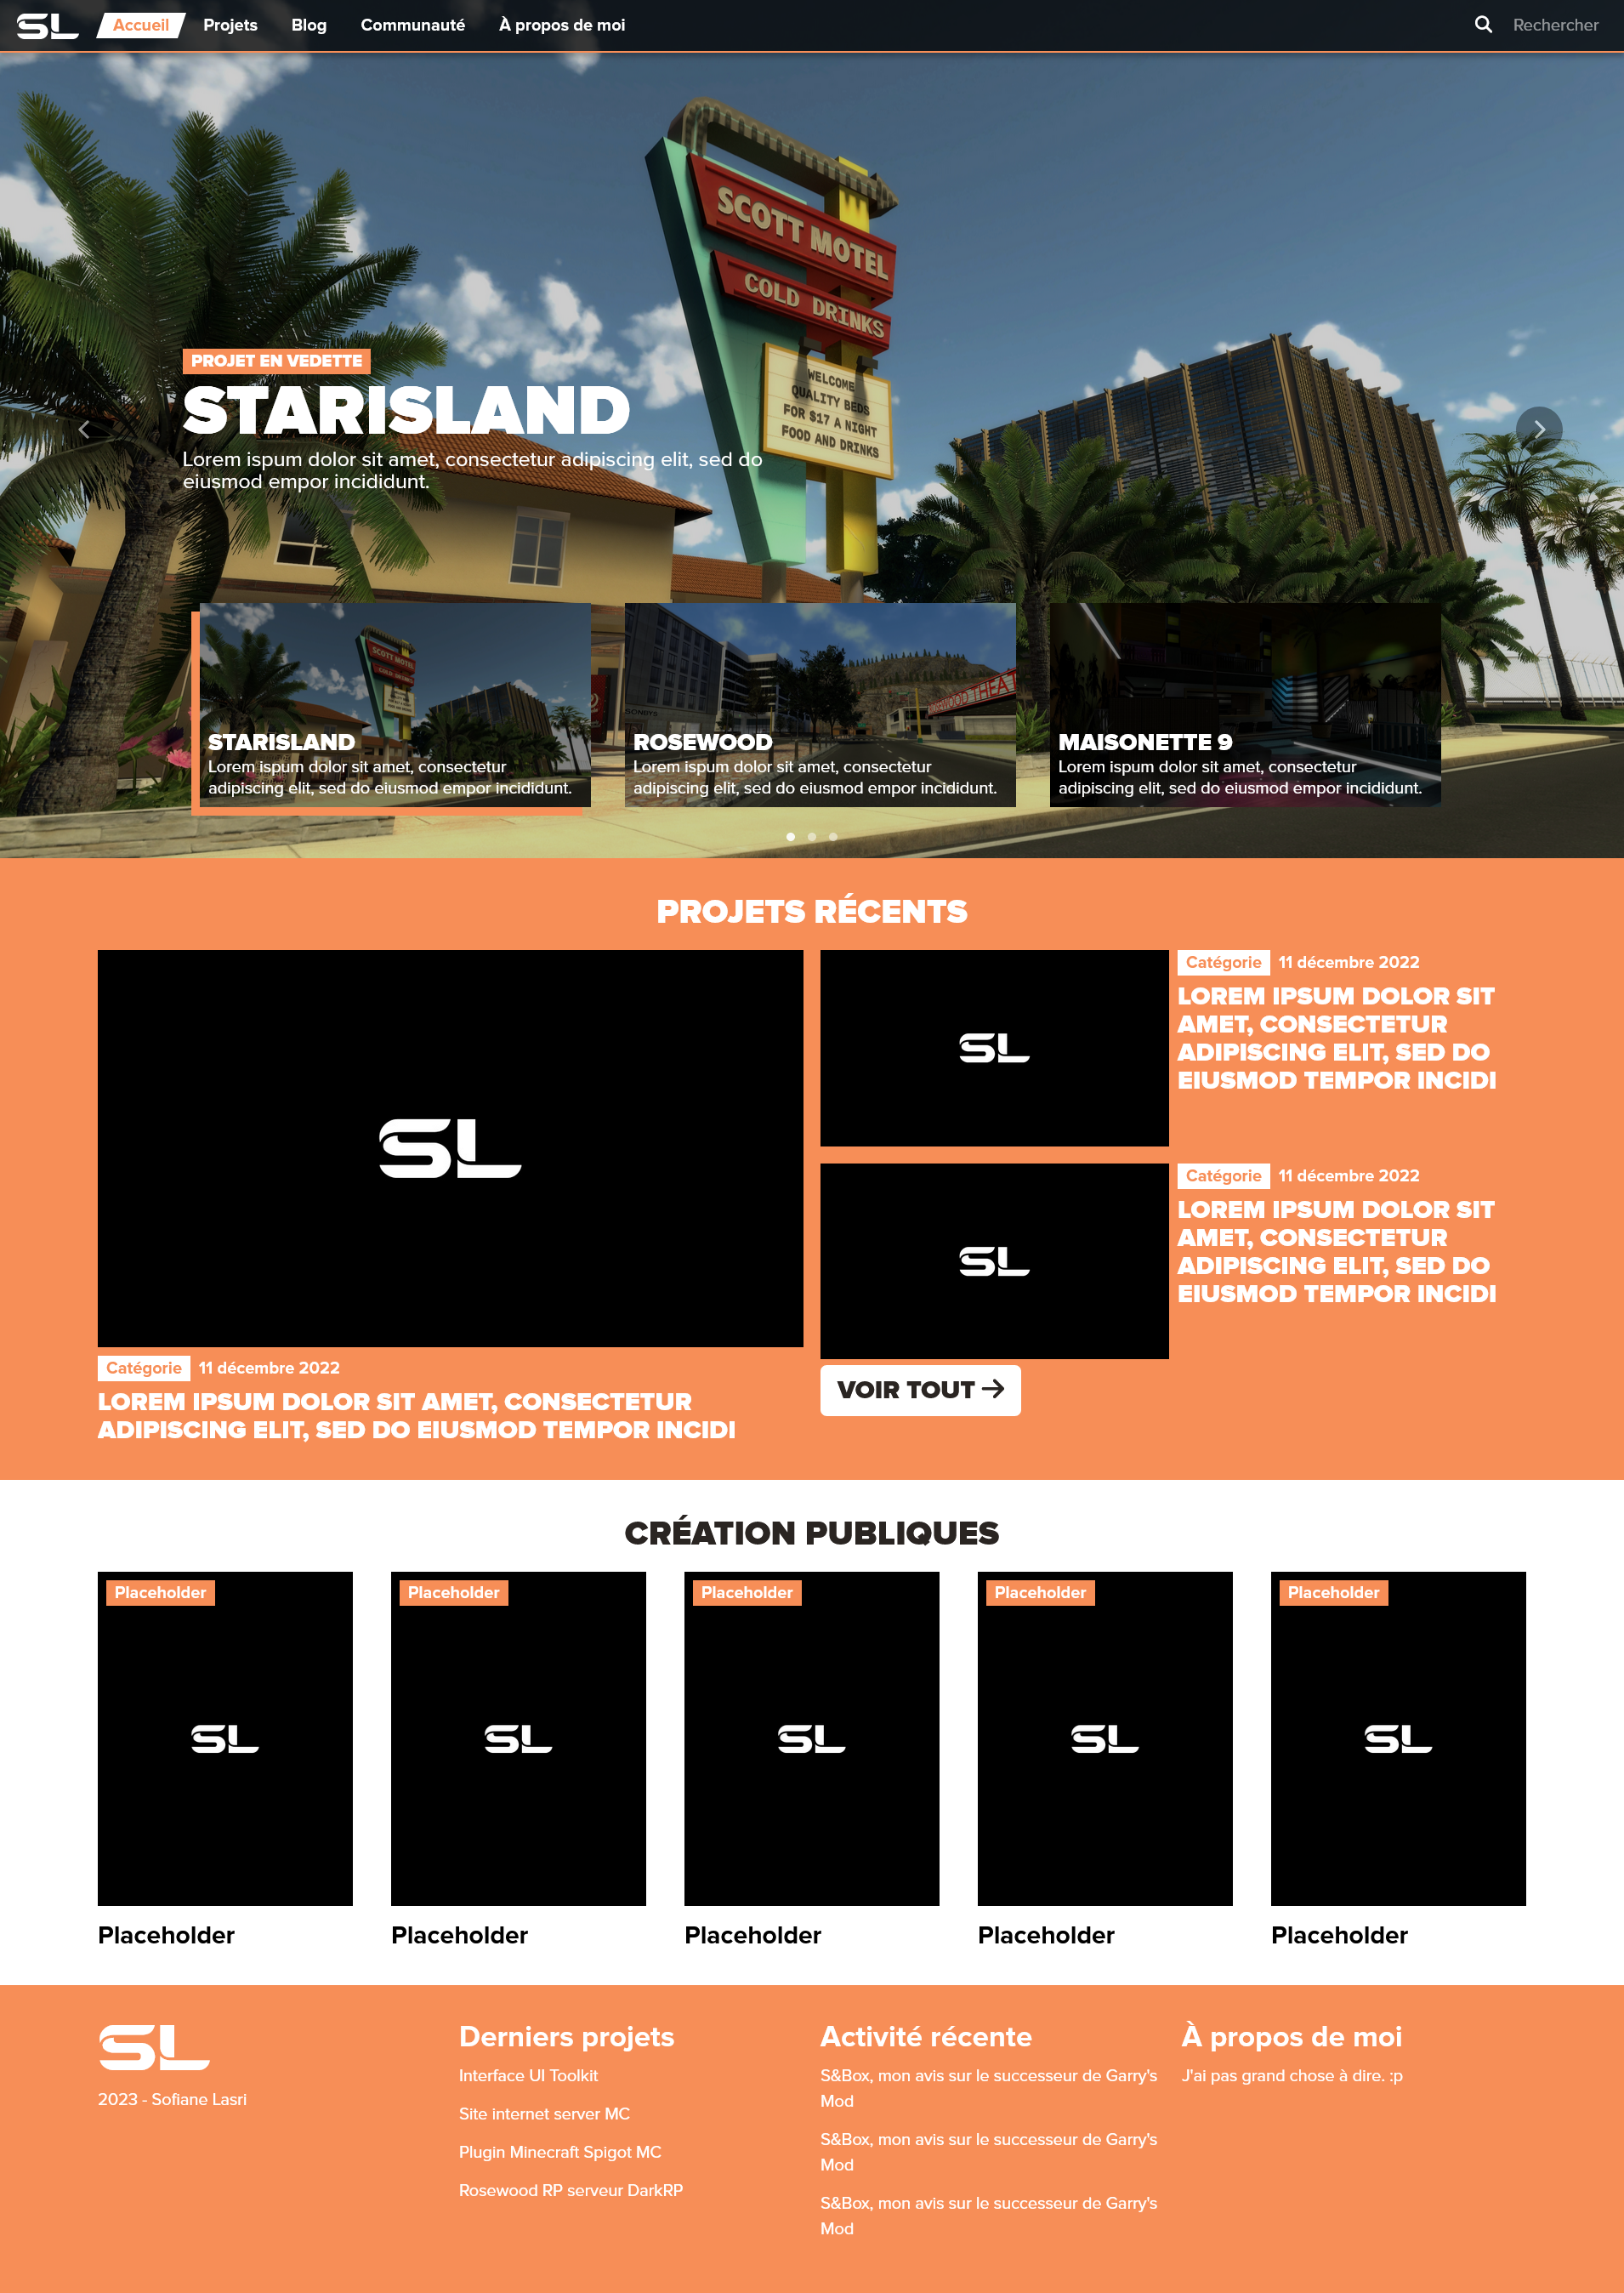 SL
Accueil
Projets
Blog
Communauté
À propos de moi
Rechercher
SCOTT MOTEL
COLD DRINKS
WELCOME
QUALITY BEDS
FOR $17 A NIGHT
FOOD AND DRINKS
PROJET EN VEDETTE
STARISLAND
Lorem ispum dolor sit amet, consectetur adipiscing elit, sed do
eiusmod empor incididunt.
SCOTT MOTEL
COLD DRINKS
STARISLAND
Lorem ispum dolor sit amet, consectetur
adipiscing elit, sed do eiusmod empor incididunt.
ROSEWOOD
Lorem ispum dolor sit amet, consectetur
adipiscing elit, sed do eiusmod empor incididunt.
MAISONETTE 9
Lorem ispum dolor sit amet, consectetur
adipiscing elit, sed do eiusmod empor incididunt.
PROJETS RÉCENTS
SL
Catégorie 11 décembre 2022
LOREM IPSUM DOLOR SIT AMET, CONSECTETUR
ADIPISCING ELIT, SED DO EIUSMOD TEMPOR INCIDI
SL
Catégorie 11 décembre 2022
LOREM IPSUM DOLOR SIT
AMET, CONSECTETUR
ADIPISCING ELIT, SED DO
EIUSMOD TEMPOR INCIDI
SL
Catégorie 11 décembre 2022
LOREM IPSUM DOLOR SIT
AMET, CONSECTETUR
ADIPISCING ELIT, SED DO
EIUSMOD TEMPOR INCIDI
VOIR TOUT
CRÉATION PUBLIQUES
Placeholder
SL
Placeholder
Placeholder
SL
Placeholder
Placeholder
SL
Placeholder
Placeholder
SL
Placeholder
Placeholder
SL
Placeholder
SL
2023 - Sofiane Lasri
Derniers projets
Interface UI Toolkit
Site internet server MC
Plugin Minecraft Spigot MC
Rosewood RP serveur DarkRP
Activité récente
S&Box, mon avis sur le successeur de Garry's
Mod
S&Box, mon avis sur le successeur de Garry's
Mod
S&Box, mon avis sur le successeur de Garry's
Mod
À propos de moi
J'ai pas grand chose à dire. :p